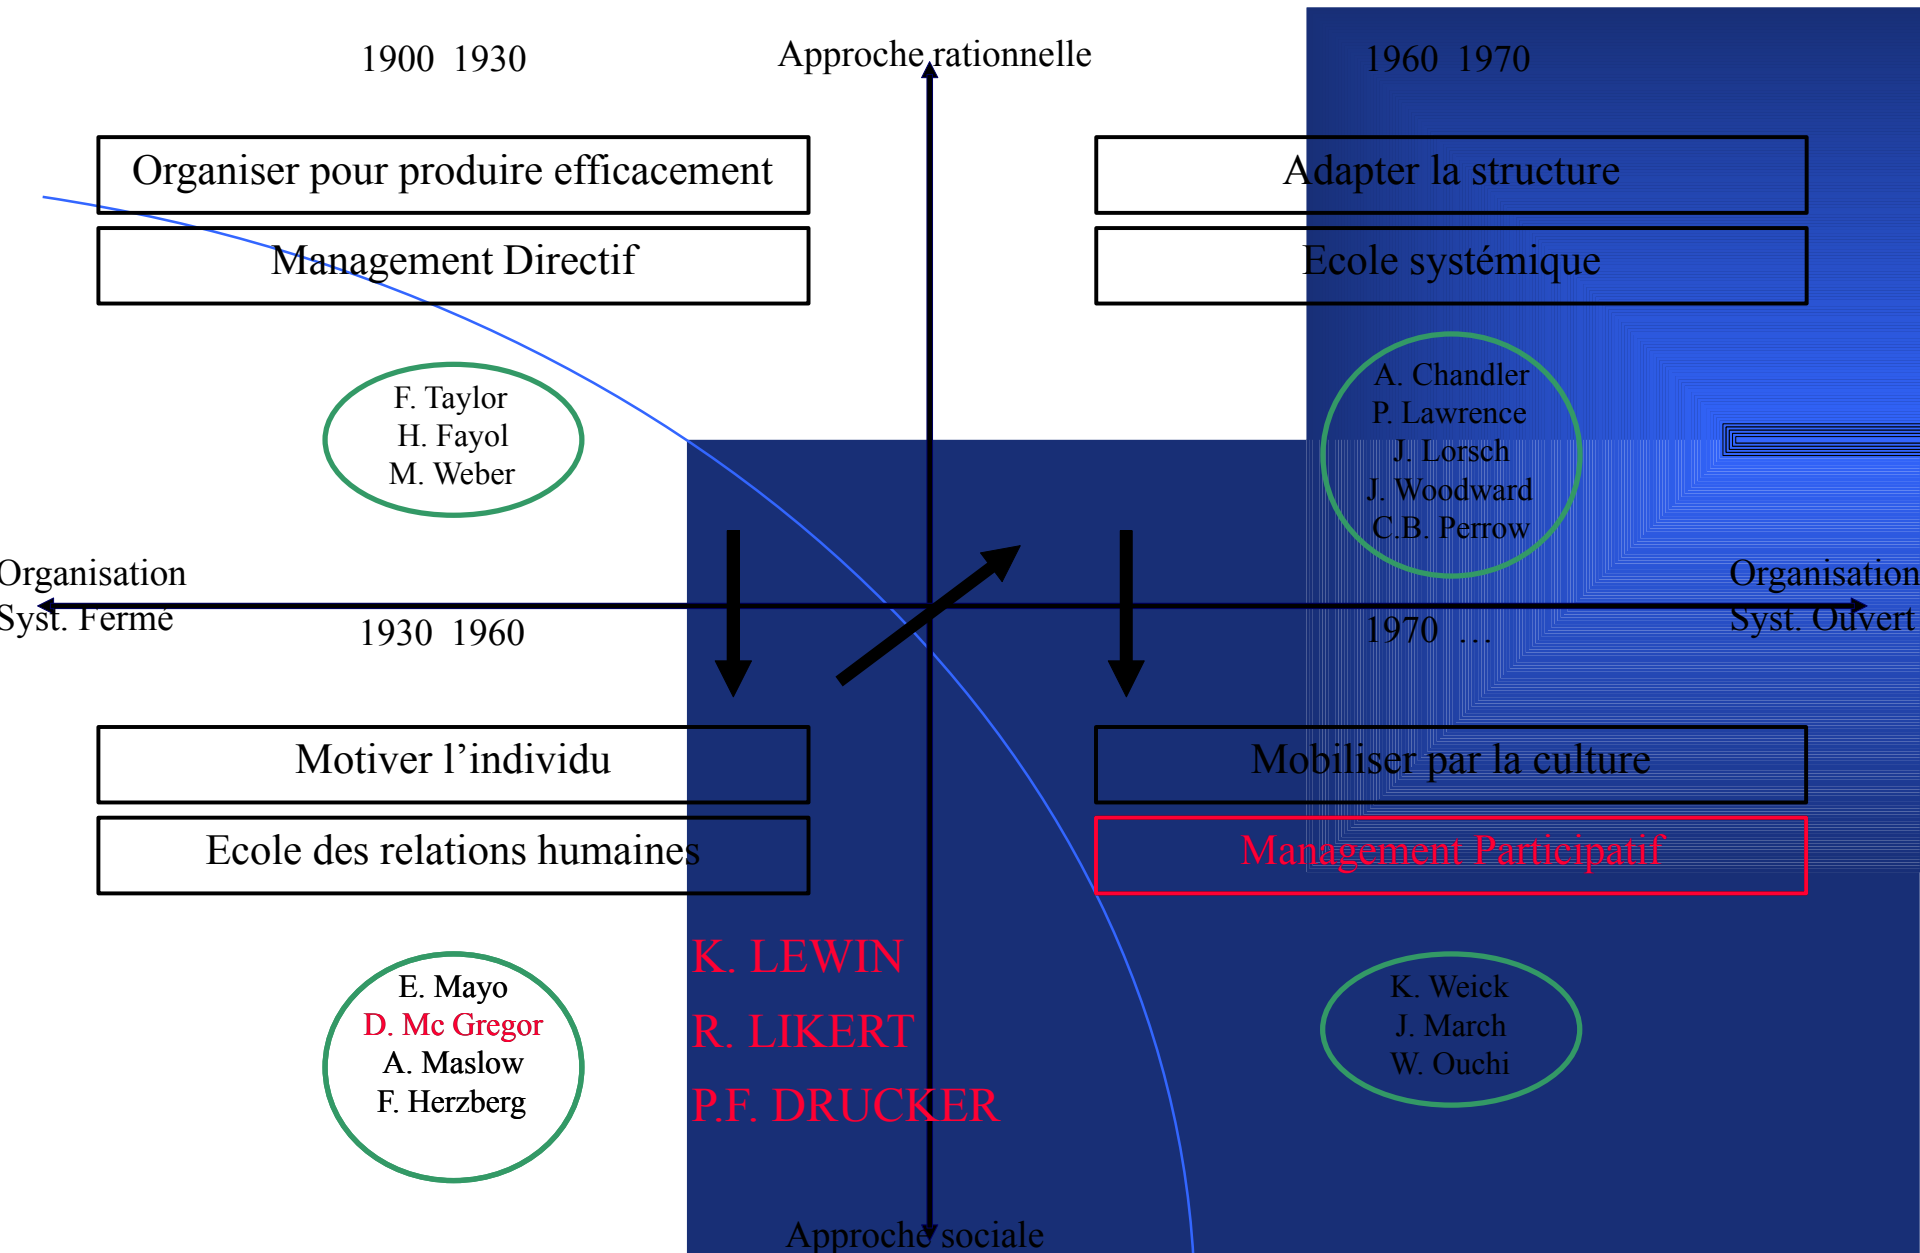 1900  1930
Approche rationnelle
1960  1970
Organiser pour produire efficacement
Management Directif
Adapter la structure
Ecole systémique
F. Taylor
H. Fayol
M. Weber
A. Chandler
P. Lawrence
J. Lorsch
J. Woodward
C.B. Perrow
Organisation
Syst. Fermé
Organisation
Syst. Ouvert
1930  1960
1970  …
Motiver l’individu
Ecole des relations humaines
Mobiliser par la culture
Management Participatif
E. Mayo
D. Mc Gregor
A. Maslow
F. Herzberg
K. LEWIN
R. LIKERT
P.F. DRUCKER
K. Weick
J. March
W. Ouchi
Approche sociale